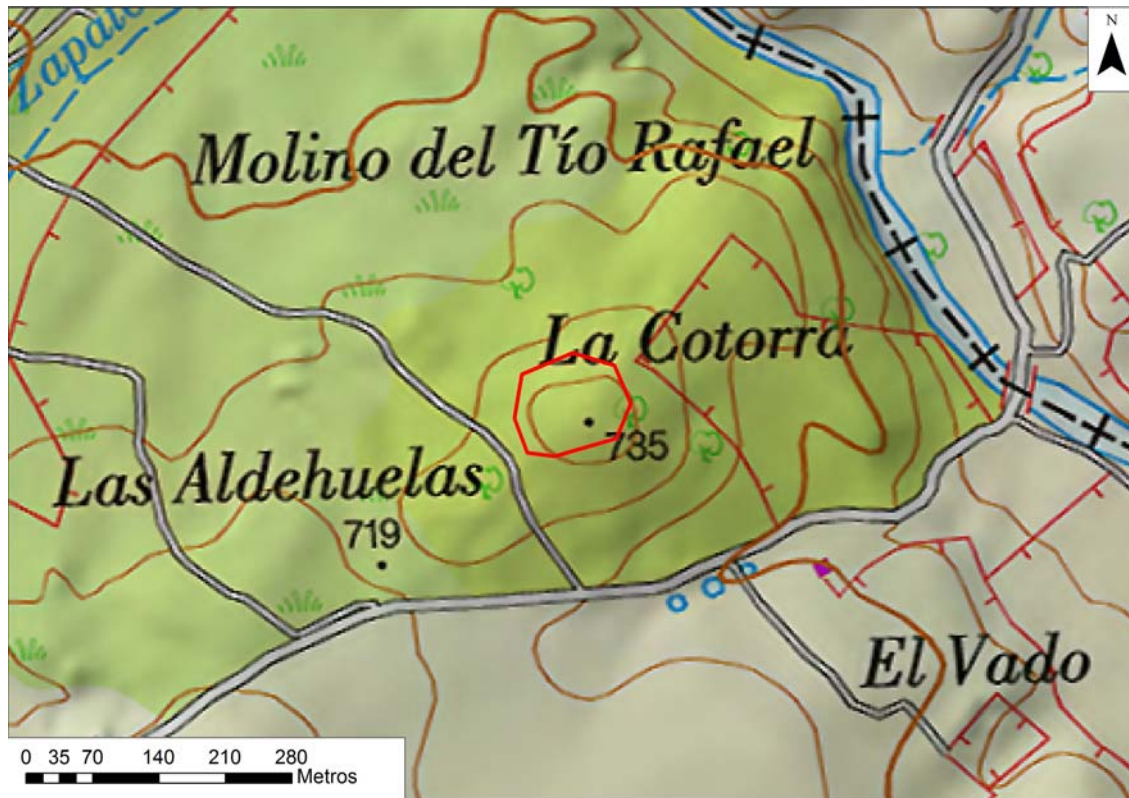 N
Zapato
Molino del Tío Rafael
La Cotorra
735
Las Aldehuelas
719
El Vado
0 35 70 140 210 280
Metros